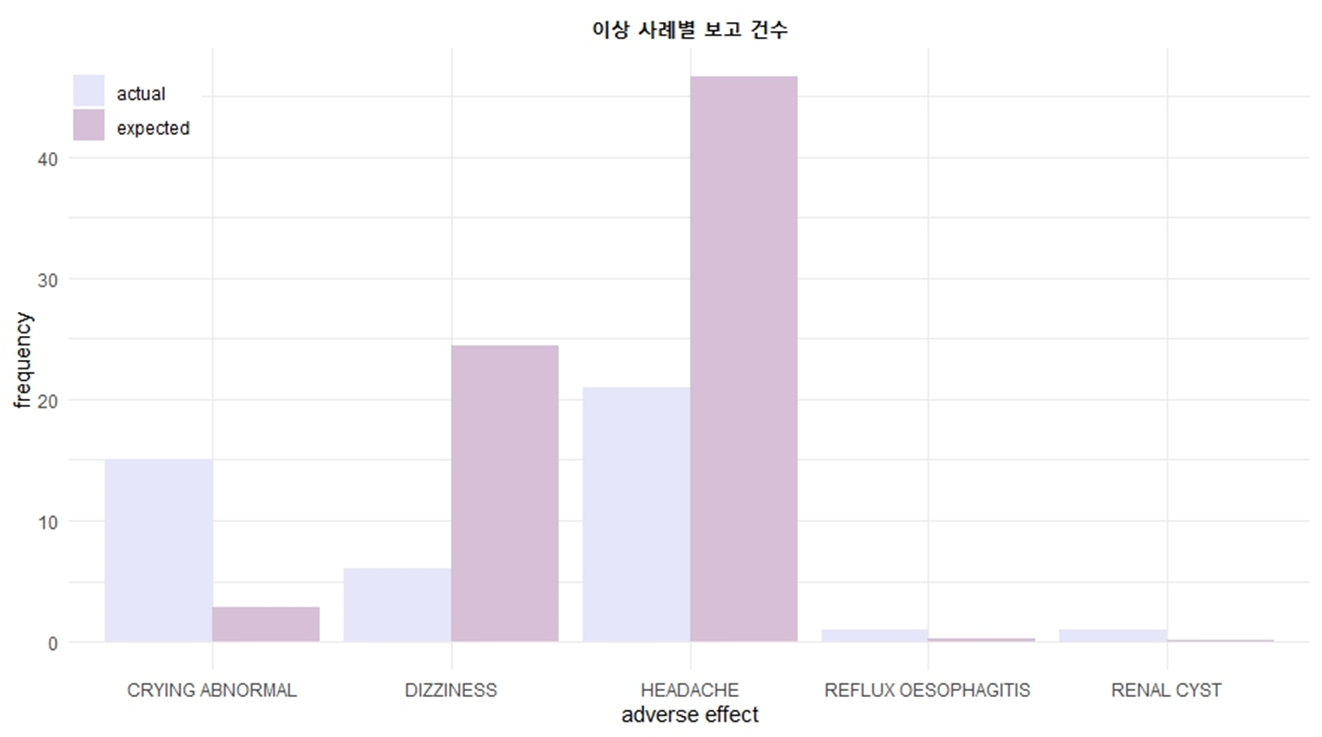 이상 사례별 보고 건수
actual
expected
frequency
40
30
20
10
0
CRYING ABNORMAL
DIZZINESS
HEADACHE
REFLUX OESOPHAGITIS
RENAL CYST
adverse effect